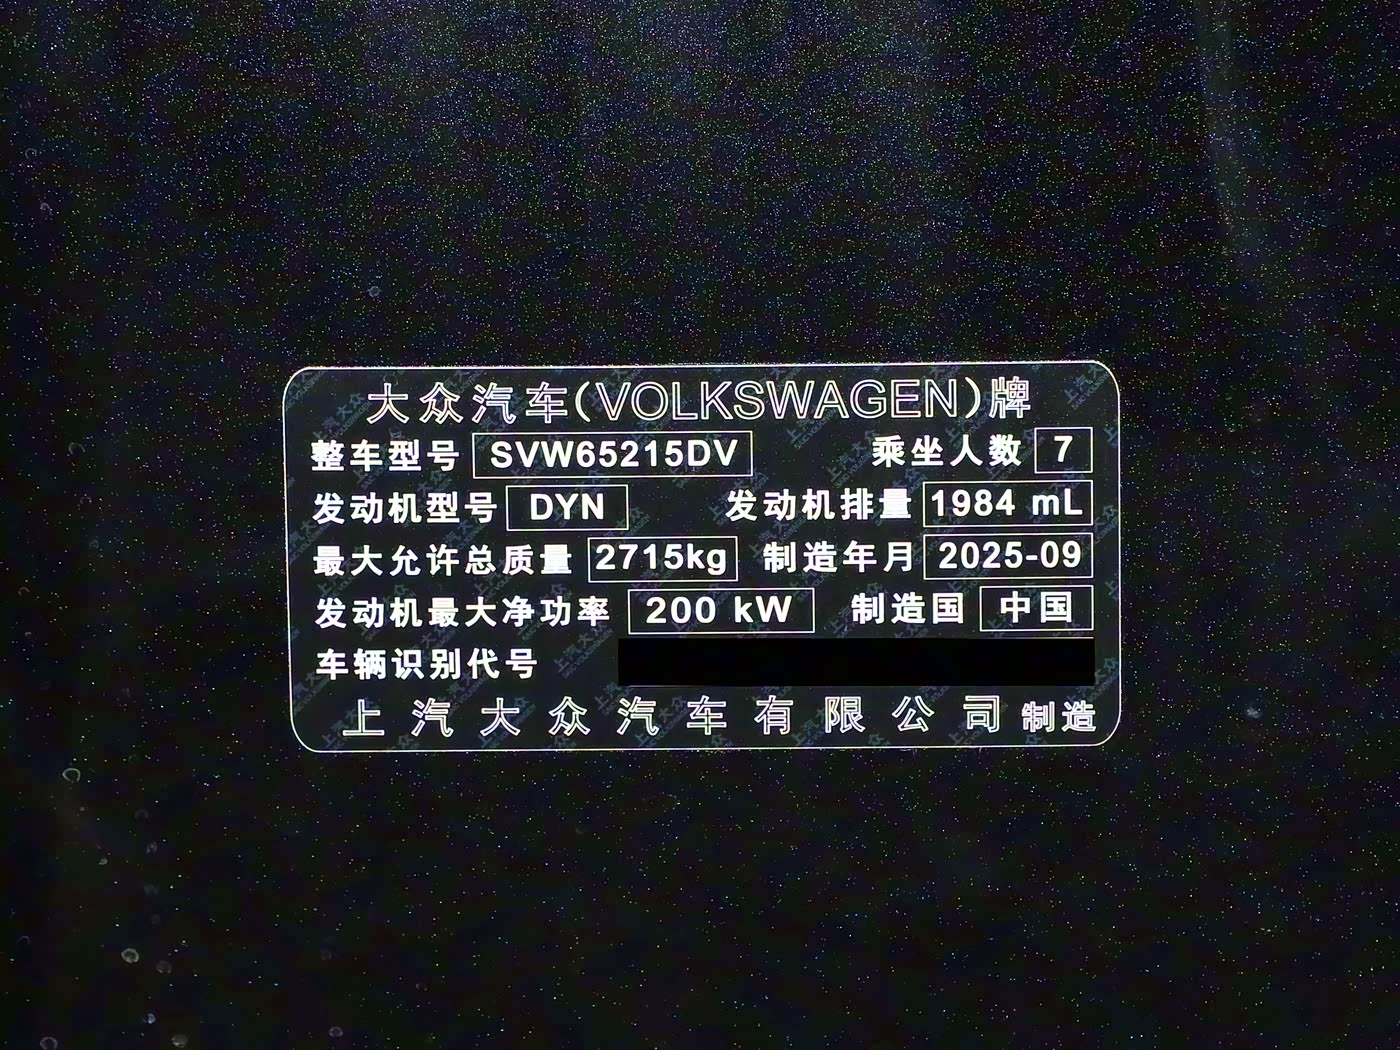 大众汽车(VOLKSWAGEN)牌
整车型号 SVW65215DV 乘坐人数 7
发动机型号 DYN 发动机排量 1984 mL
最大允许总质量 2715kg 制造年月 2025-09
发动机最大净功率 200 kW 制造国 中国
车辆识别代号
上汽大众汽车有限公司制造